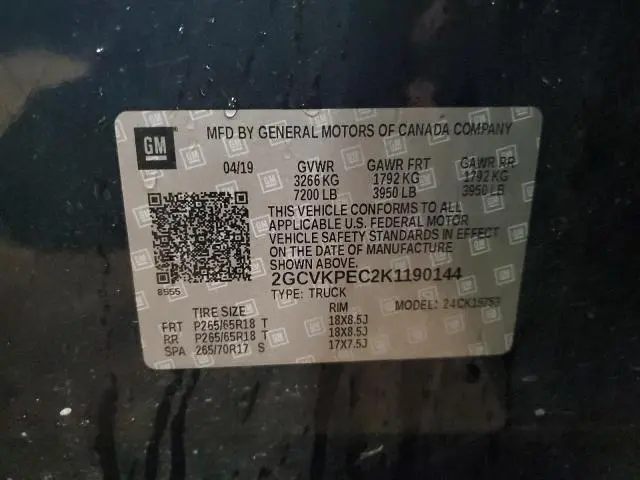 GM
MFD BY GENERAL MOTORS OF CANADA COMPANY
04/19 GVWR GAWR FRT GAWR RR
3266 KG 1792 KG 1792 KG
7200 LB 3950 LB 3950 LB
THIS VEHICLE CONFORMS TO ALL
APPLICABLE U.S. FEDERAL MOTOR
VEHICLE SAFETY STANDARDS IN EFFECT
ON THE DATE OF MANUFACTURE
SHOWN ABOVE.
2GCVKPEC2K1190144
8555
TYPE: TRUCK MODEL: 24CK15753
TIRE SIZE RIM
FRT P265/65R18 T 18X8.5J
RR P265/65R18 T 18X8.5J
SPA 265/70R17 S 17X7.5J